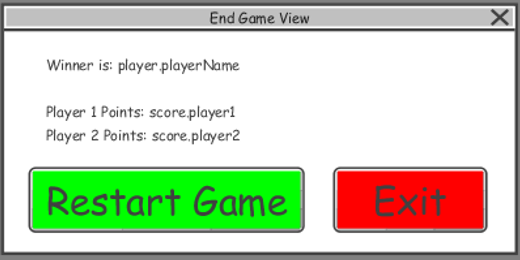 End Game View
Winner is: player.playerName
Player 1 Points: score.player1
Player 2 Points: score.player2
Restart Game
Exit